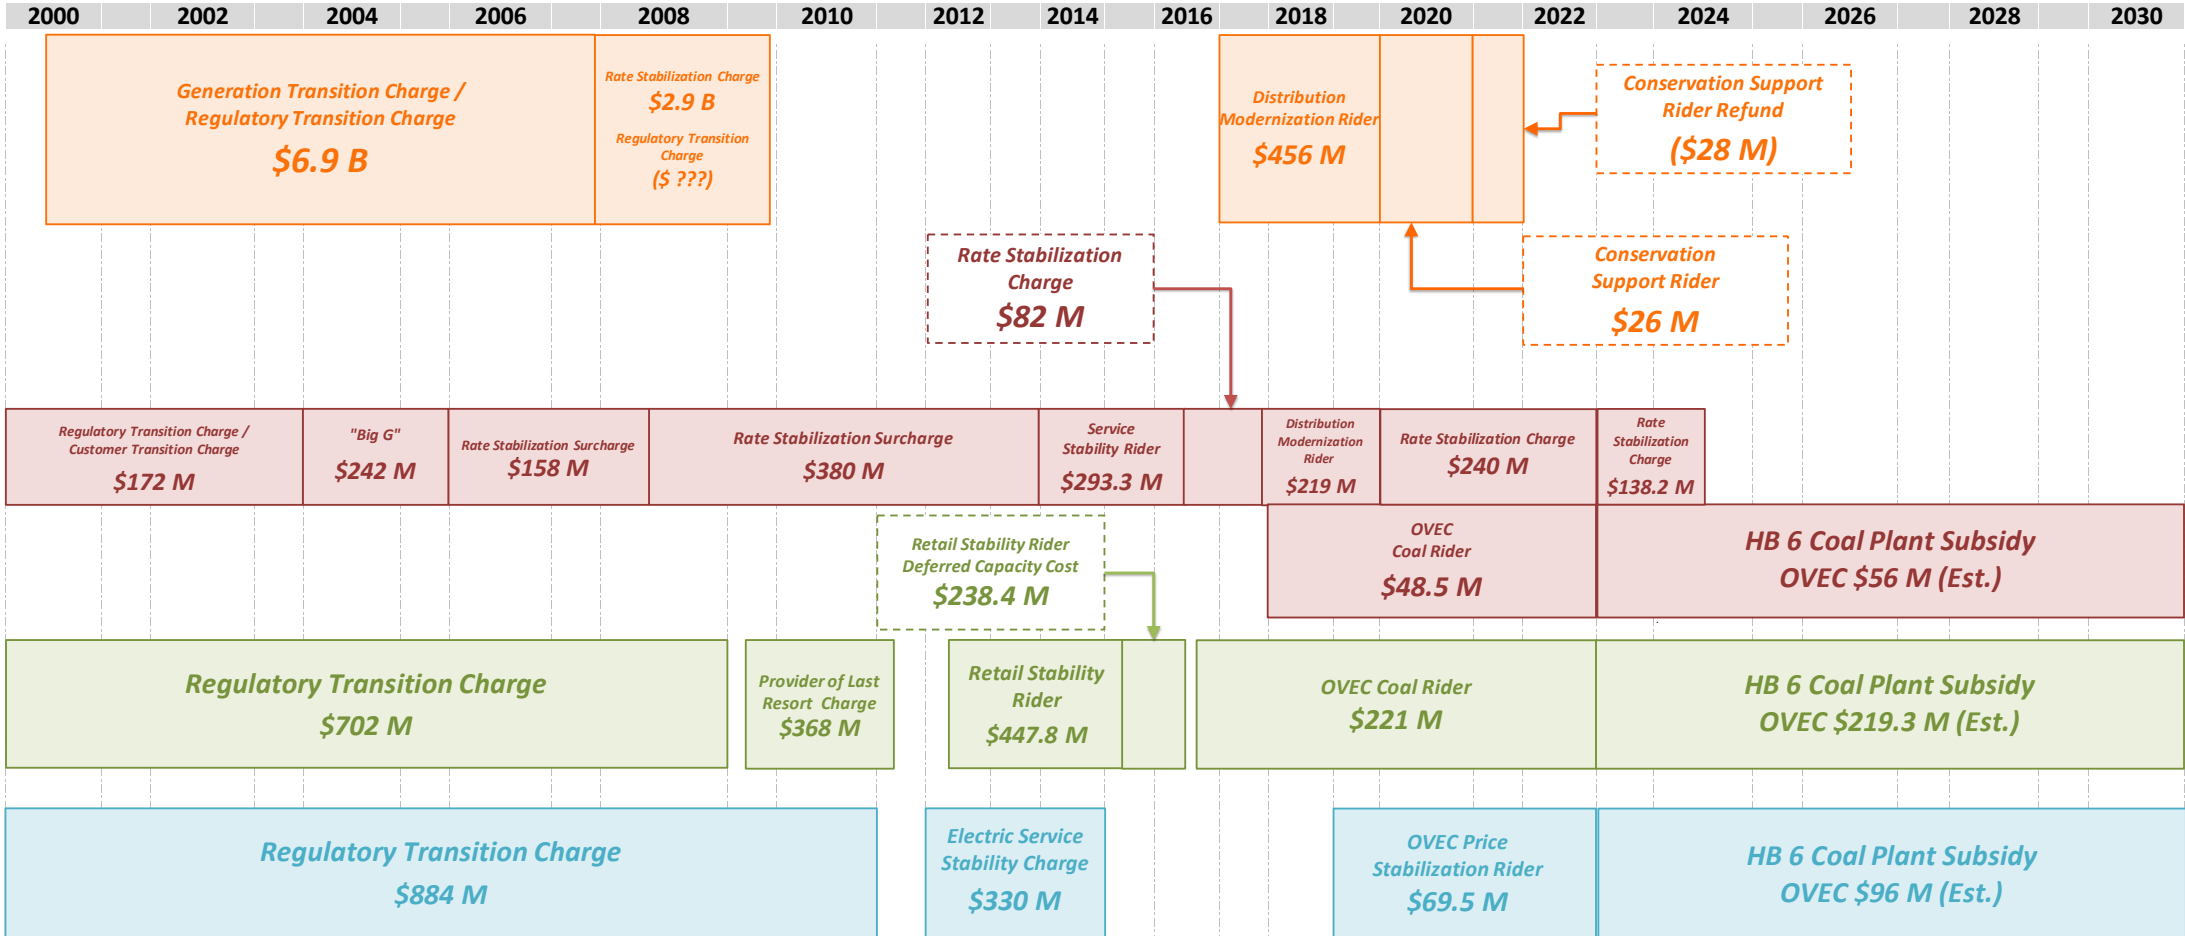 2000 2002 2004 2006 2008 2010 2012 2014 2016 2018 2020 2022 2024 2026 2028 2030
Generation Transition Charge /
Regulatory Transition Charge
$6.9 B
Rate Stabilization Charge
$2.9 B
Regulatory Transition
Charge
($ ???)
Distribution
Modernization Rider
$456 M
Conservation Support
Rider Refund
($28 M)
Rate Stabilization
Charge
$82 M
Conservation
Support Rider
$26 M
Regulatory Transition Charge /
Customer Transition Charge
$172 M
"Big G"
$242 M
Rate Stabilization Surcharge
$158 M
Rate Stabilization Surcharge
$380 M
Service
Stability Rider
$293.3 M
Distribution
Modernization
Rider
$219 M
Rate Stabilization Charge
$240 M
Rate
Stabilization
Charge
$138.2 M
OVEC
Coal Rider
$48.5 M
HB 6 Coal Plant Subsidy
OVEC $56 M (Est.)
Retail Stability Rider
Deferred Capacity Cost
$238.4 M
Regulatory Transition Charge
$702 M
Provider of Last
Resort Charge
$368 M
Retail Stability
Rider
$447.8 M
OVEC Coal Rider
$221 M
HB 6 Coal Plant Subsidy
OVEC $219.3 M (Est.)
Regulatory Transition Charge
$884 M
Electric Service
Stability Charge
$330 M
OVEC Price
Stabilization Rider
$69.5 M
HB 6 Coal Plant Subsidy
OVEC $96 M (Est.)